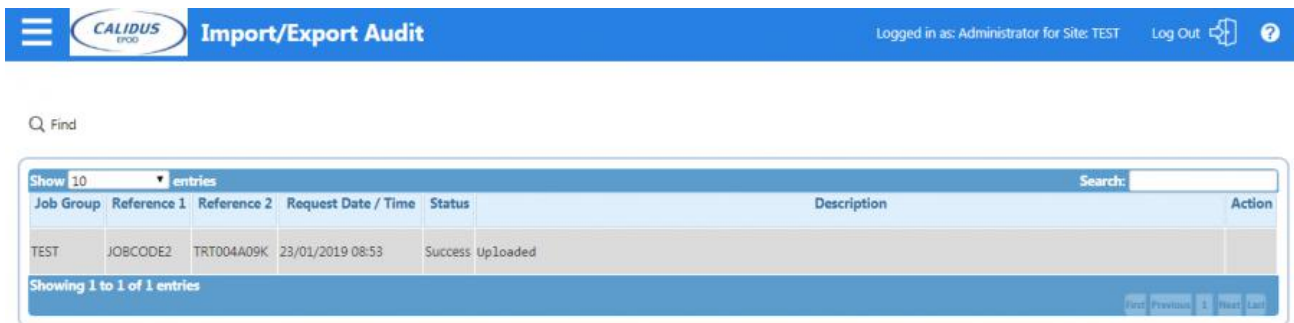 CALIDUS
EPOD
Import/Export Audit
Logged in as: Administrator for Site: TEST
Log Out
?
Find
Show 10 entries
Search:
Job Group Reference 1 Reference 2 Request Date / Time Status Description Action
TEST JOBCODE2 TRT004A09K 23/01/2019 08:53 Success Uploaded
Showing 1 to 1 of 1 entries
First Previous 1 Next Last